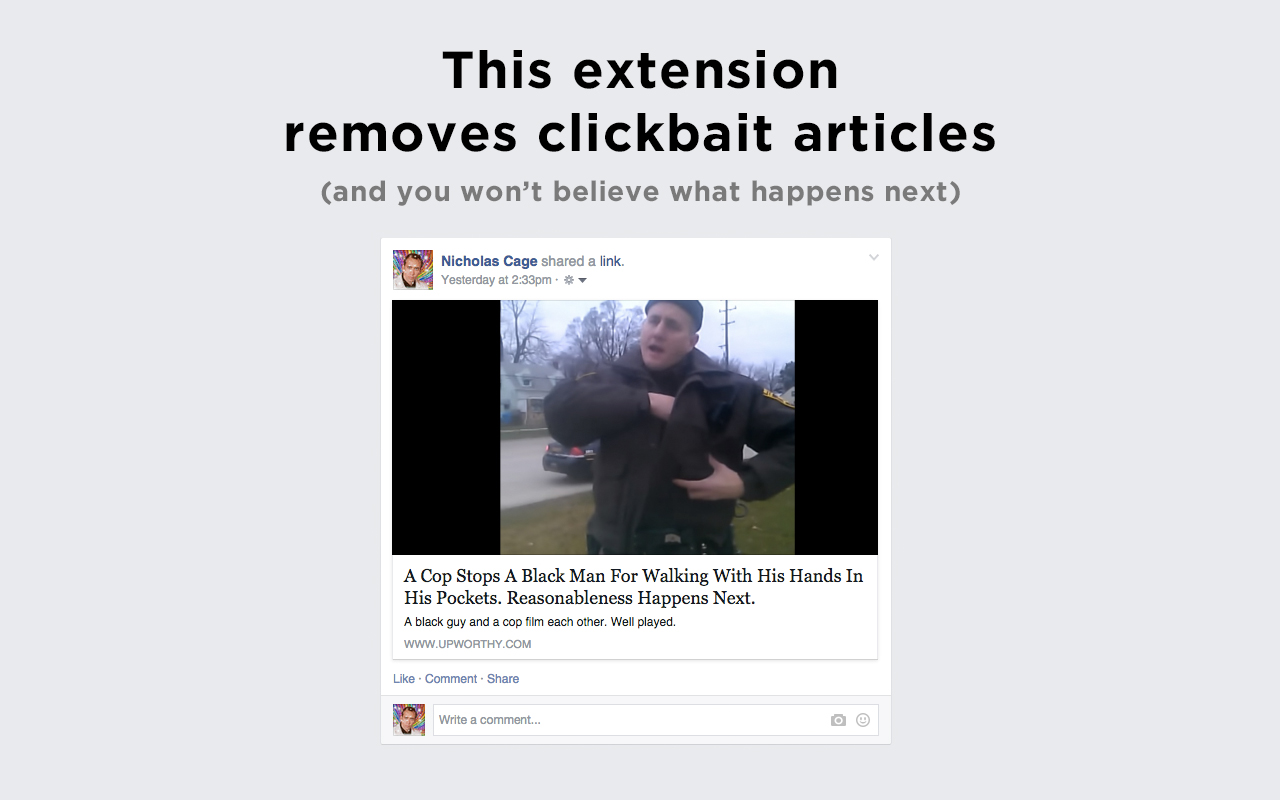 This extension
removes clickbait articles
(and you won’t believe what happens next)
Nicholas Cage shared a link.
Yesterday at 2:33pm ·
A Cop Stops A Black Man For Walking With His Hands In
His Pockets. Reasonableness Happens Next.
A black guy and a cop film each other. Well played.
WWW.UPWORTHY.COM
Like · Comment · Share
Write a comment...